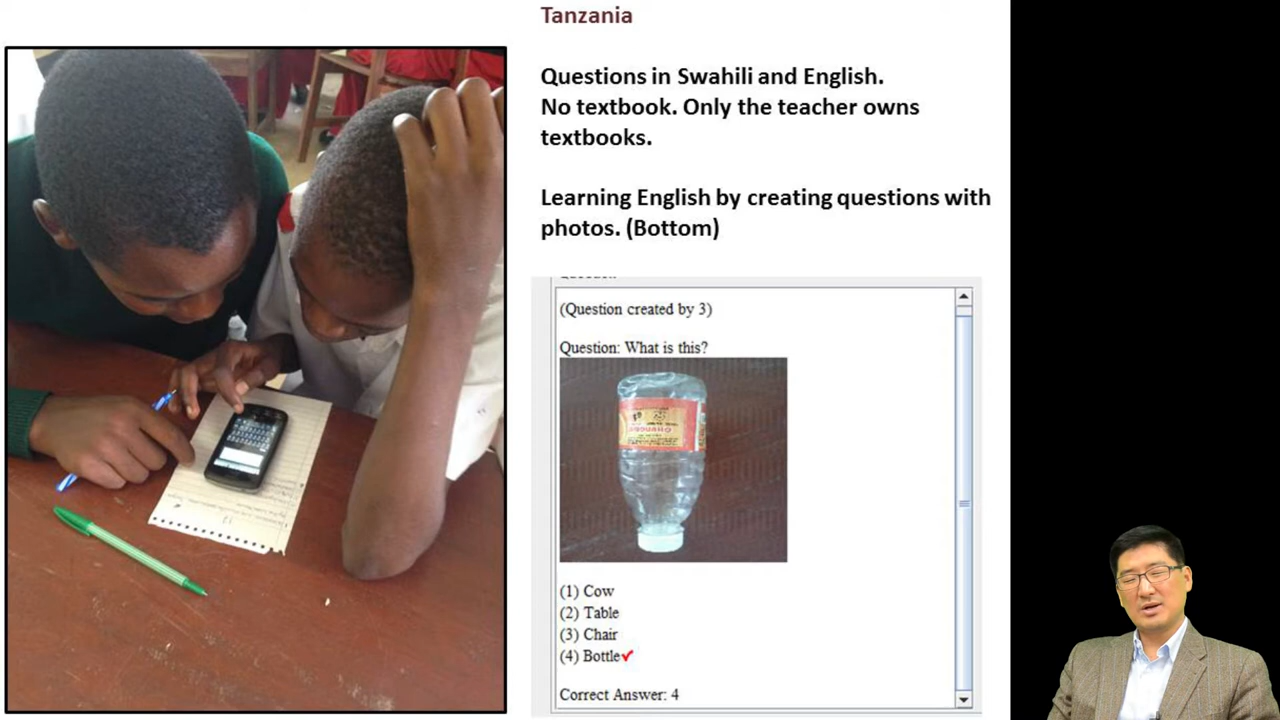 Tanzania
Questions in Swahili and English.
No textbook. Only the teacher owns
textbooks.
Learning English by creating questions with
photos. (Bottom)
(Question created by 3)
Question: What is this?
(1) Cow
(2) Table
(3) Chair
(4) Bottle✓
Correct Answer: 4